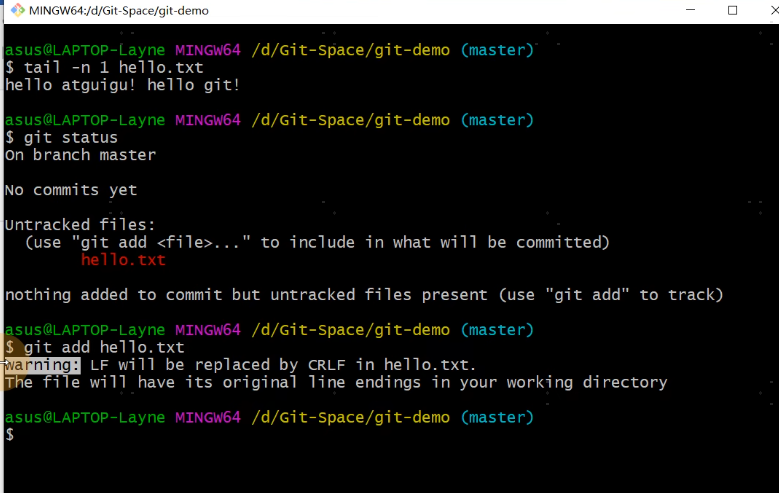 MINGW64:/d/Git-Space/git-demo
asus@LAPTOP-Layne MINGW64 /d/Git-Space/git-demo (master)
$ tail -n 1 hello.txt
hello atguigu! hello git!
asus@LAPTOP-Layne MINGW64 /d/Git-Space/git-demo (master)
$ git status
On branch master
No commits yet
Untracked files:
  (use "git add <file>..." to include in what will be committed)
        hello.txt
nothing added to commit but untracked files present (use "git add" to track)
asus@LAPTOP-Layne MINGW64 /d/Git-Space/git-demo (master)
$ git add hello.txt
warning: LF will be replaced by CRLF in hello.txt.
The file will have its original line endings in your working directory
asus@LAPTOP-Layne MINGW64 /d/Git-Space/git-demo (master)
$